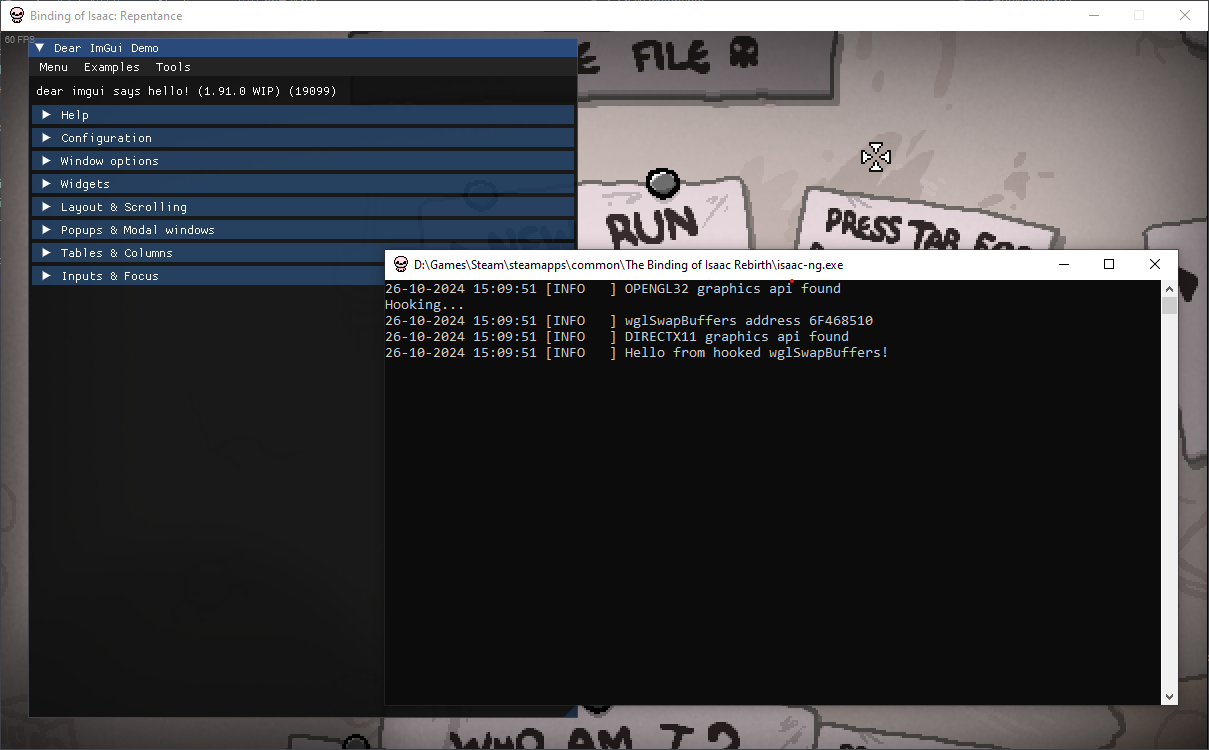 Binding of Isaac: Repentance
60 FPS
Dear ImGui Demo
Menu Examples Tools
dear imgui says hello! (1.91.0 WIP) (19099)
Help
Configuration
Window options
Widgets
Layout & Scrolling
Popups & Modal windows
Tables & Columns
Inputs & Focus
FILE
NEW RUN
PRESS TAB FOR
D:\Games\Steam\steamapps\common\The Binding of Isaac Rebirth\isaac-ng.exe
26-10-2024 15:09:51 [INFO   ] OPENGL32 graphics api found
Hooking...
26-10-2024 15:09:51 [INFO   ] wglSwapBuffers address 6F468510
26-10-2024 15:09:51 [INFO   ] DIRECTX11 graphics api found
26-10-2024 15:09:51 [INFO   ] Hello from hooked wglSwapBuffers!
WHO AM I?